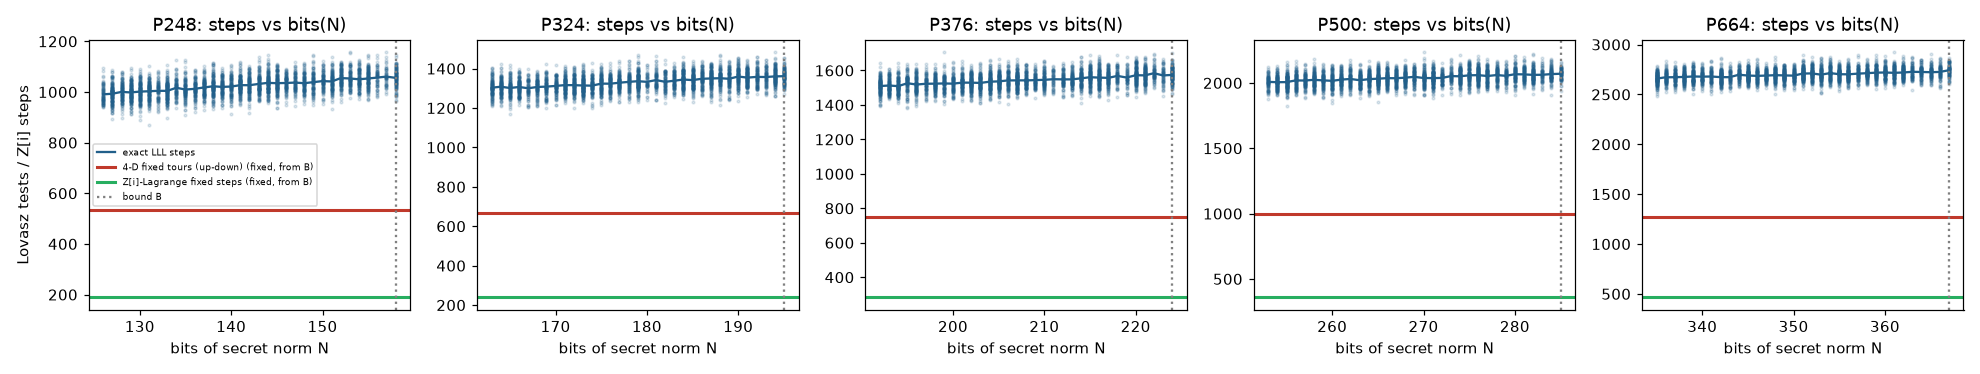 P248: steps vs bits(N)
P324: steps vs bits(N)
P376: steps vs bits(N)
P500: steps vs bits(N)
P664: steps vs bits(N)
Lovasz tests / Z[i] steps
1200
1000
800
600
400
200
exact LLL steps
4-D fixed tours (up-down) (fixed, from B)
Z[i]-Lagrange fixed steps (fixed, from B)
bound B
130 140 150
bits of secret norm N
1400
1200
1000
800
600
400
200
170 180 190
bits of secret norm N
1600
1400
1200
1000
800
600
400
200 210 220
bits of secret norm N
2000
1500
1000
500
260 270 280
bits of secret norm N
3000
2500
2000
1500
1000
500
340 350 360
bits of secret norm N